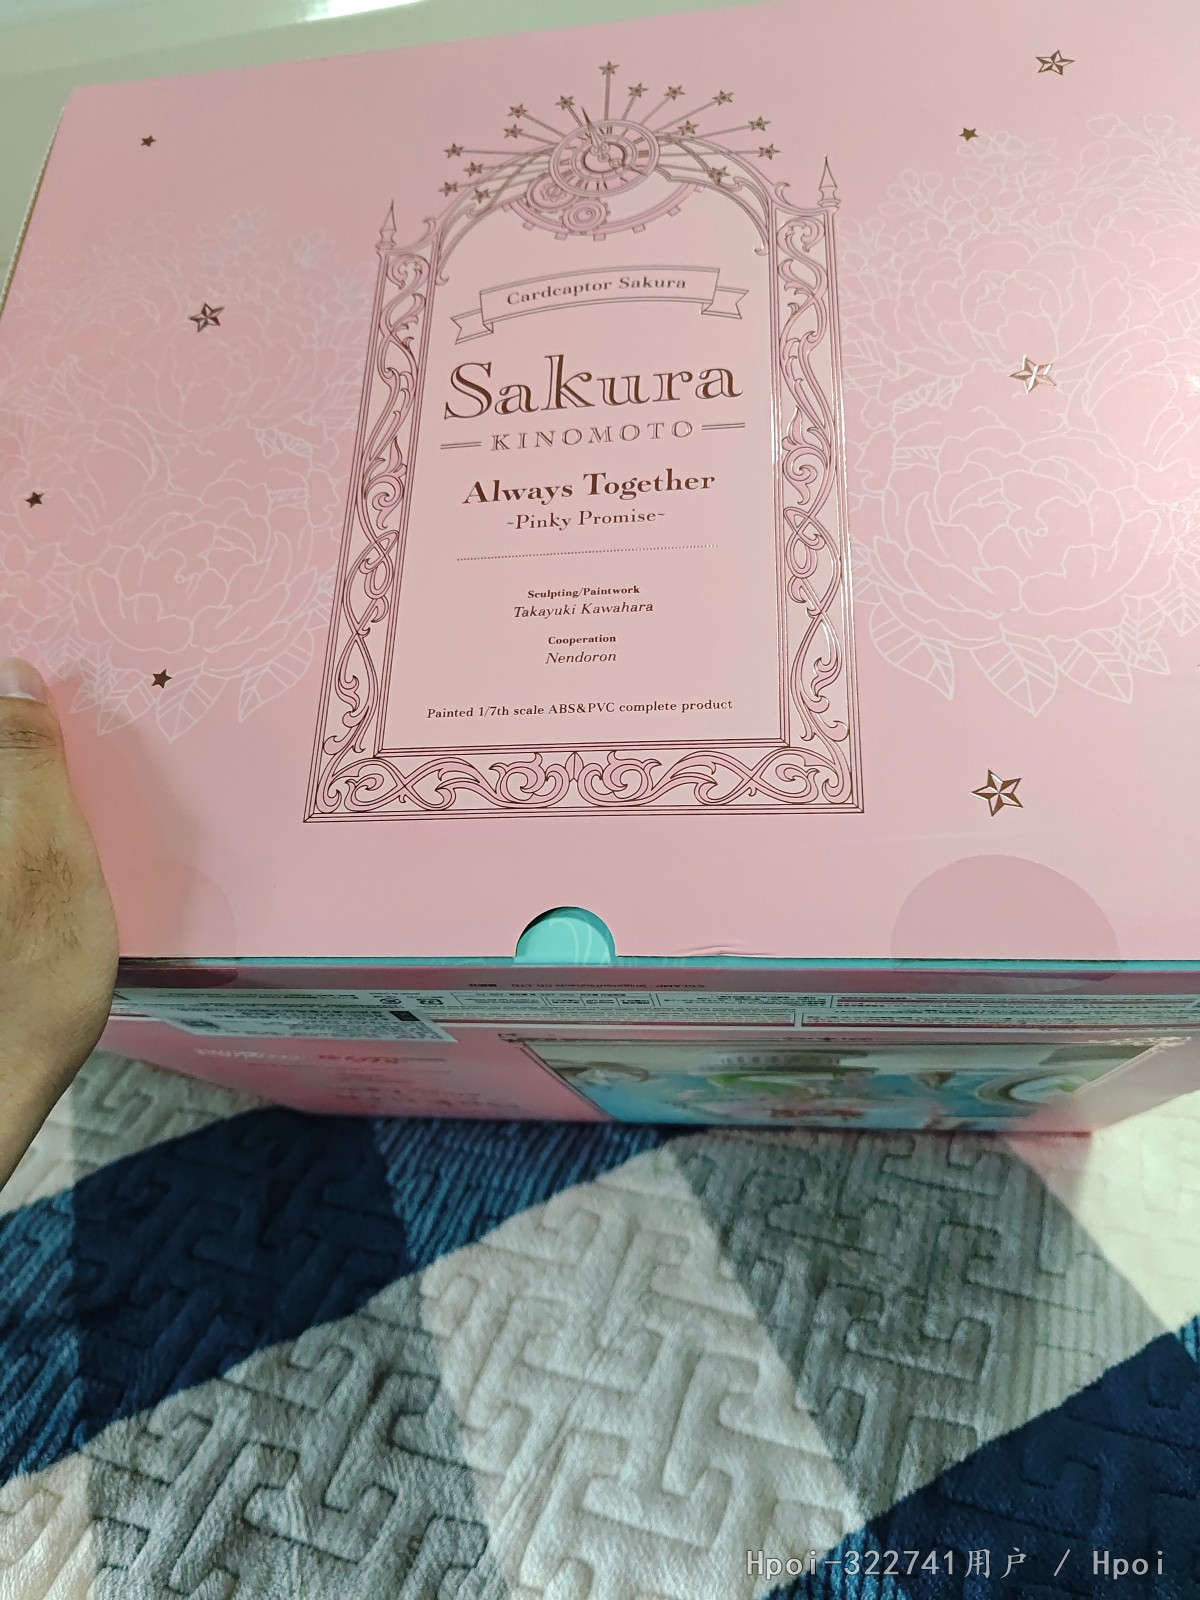 Cardcaptor Sakura
Sakura
KINOMOTO
Always Together
~Pinky Promise~
Sculpting/Paintwork
Takayuki Kawahara
Cooperation
Nendoron
Painted 1/7th scale ABS&PVC complete product
Hpoi-322741用户 / Hpoi